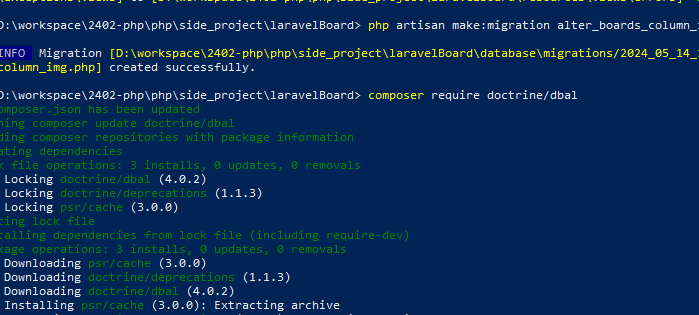 D:\workspace\2402-php\php\side_project\laravelBoard> php artisan make:migration alter_boards_column_
INFO Migration [D:\workspace\2402-php\php\side_project\laravelBoard\database\migrations/2024_05_14_
column_img.php] created successfully.
D:\workspace\2402-php\php\side_project\laravelBoard> composer require doctrine/dbal
omposer.json has been updated
ning composer update doctrine/dbal
ding composer repositories with package information
ating dependencies
k file operations: 3 installs, 0 updates, 0 removals
Locking doctrine/dbal (4.0.2)
Locking doctrine/deprecations (1.1.3)
Locking psr/cache (3.0.0)
ting lock file
talling dependencies from lock file (including require-dev)
kage operations: 3 installs, 0 updates, 0 removals
Downloading psr/cache (3.0.0)
Downloading doctrine/deprecations (1.1.3)
Downloading doctrine/dbal (4.0.2)
Installing psr/cache (3.0.0): Extracting archive